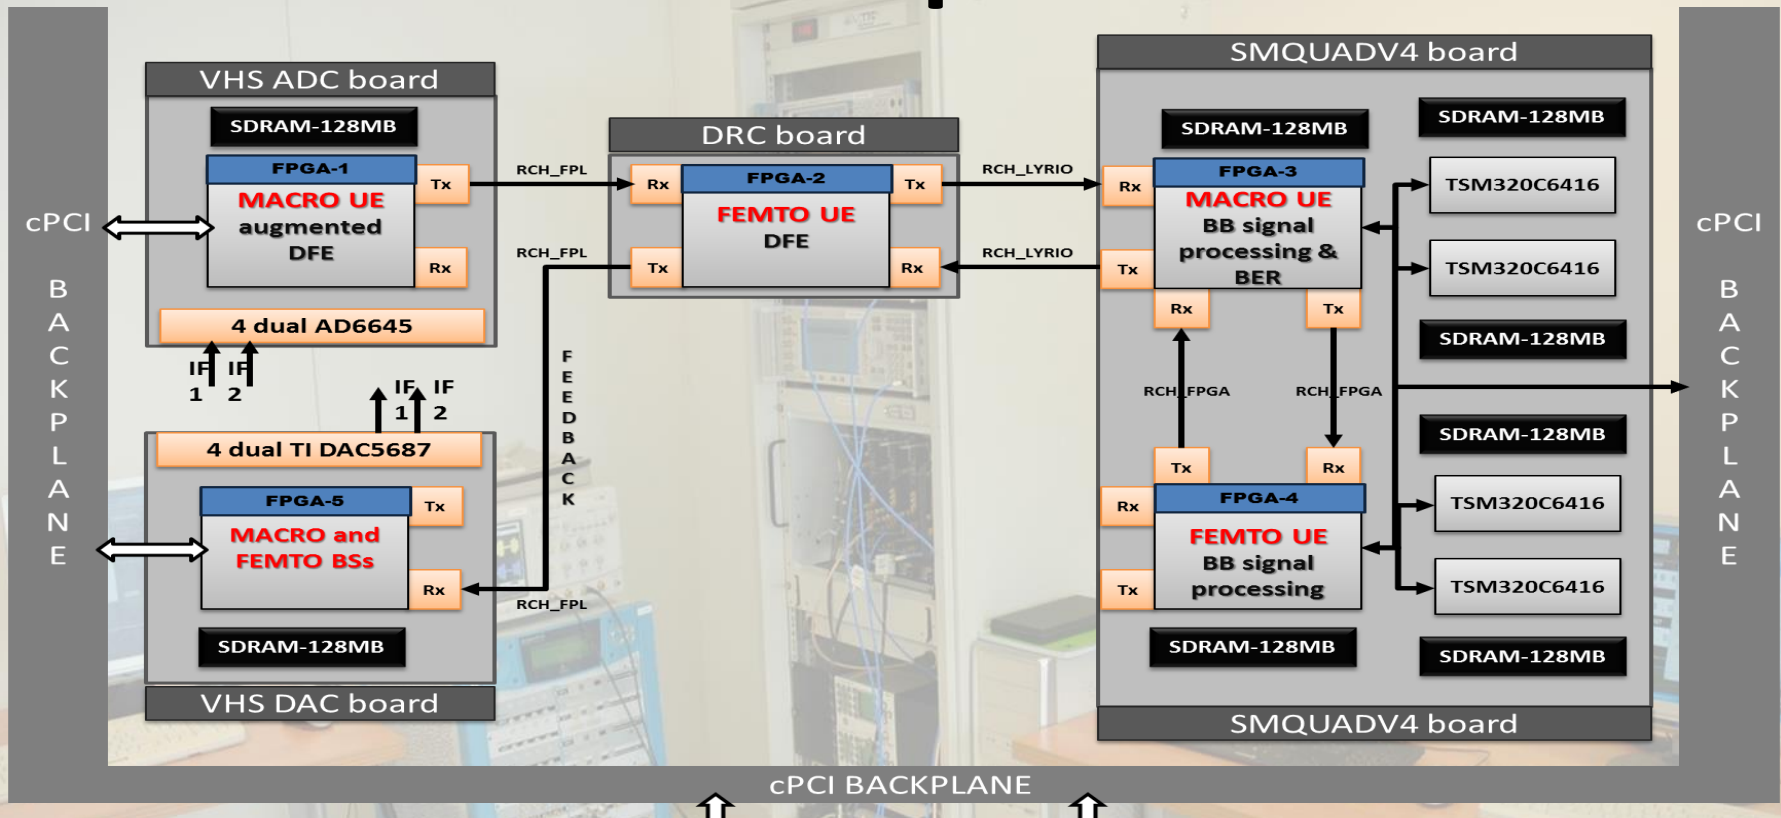 VHS ADC board
SDRAM-128MB
FPGA-1
MACRO UE
augmented
DFE
Tx
Rx
4 dual AD6645
IF
1
IF
2
cPCI
BACKPLANE
IF
1
IF
2
4 dual TI DAC5687
FPGA-5
MACRO and
FEMTO BSs
Tx
Rx
SDRAM-128MB
VHS DAC board
RCH_FPL
RCH_FPL
FEEDBACK
RCH_FPL
DRC board
Rx
FPGA-2
Tx
FEMTO UE
DFE
Tx
Rx
RCH_LYRIO
RCH_LYRIO
SMQUADV4 board
SDRAM-128MB
SDRAM-128MB
Rx
FPGA-3
MACRO UE
BB signal
processing &
BER
Tx
Rx
Tx
TSM320C6416
TSM320C6416
SDRAM-128MB
RCH_FPGA
RCH_FPGA
SDRAM-128MB
Tx
Rx
Rx
FPGA-4
FEMTO UE
BB signal
processing
Tx
TSM320C6416
TSM320C6416
SDRAM-128MB
SDRAM-128MB
SMQUADV4 board
cPCI
BACKPLANE
cPCI BACKPLANE